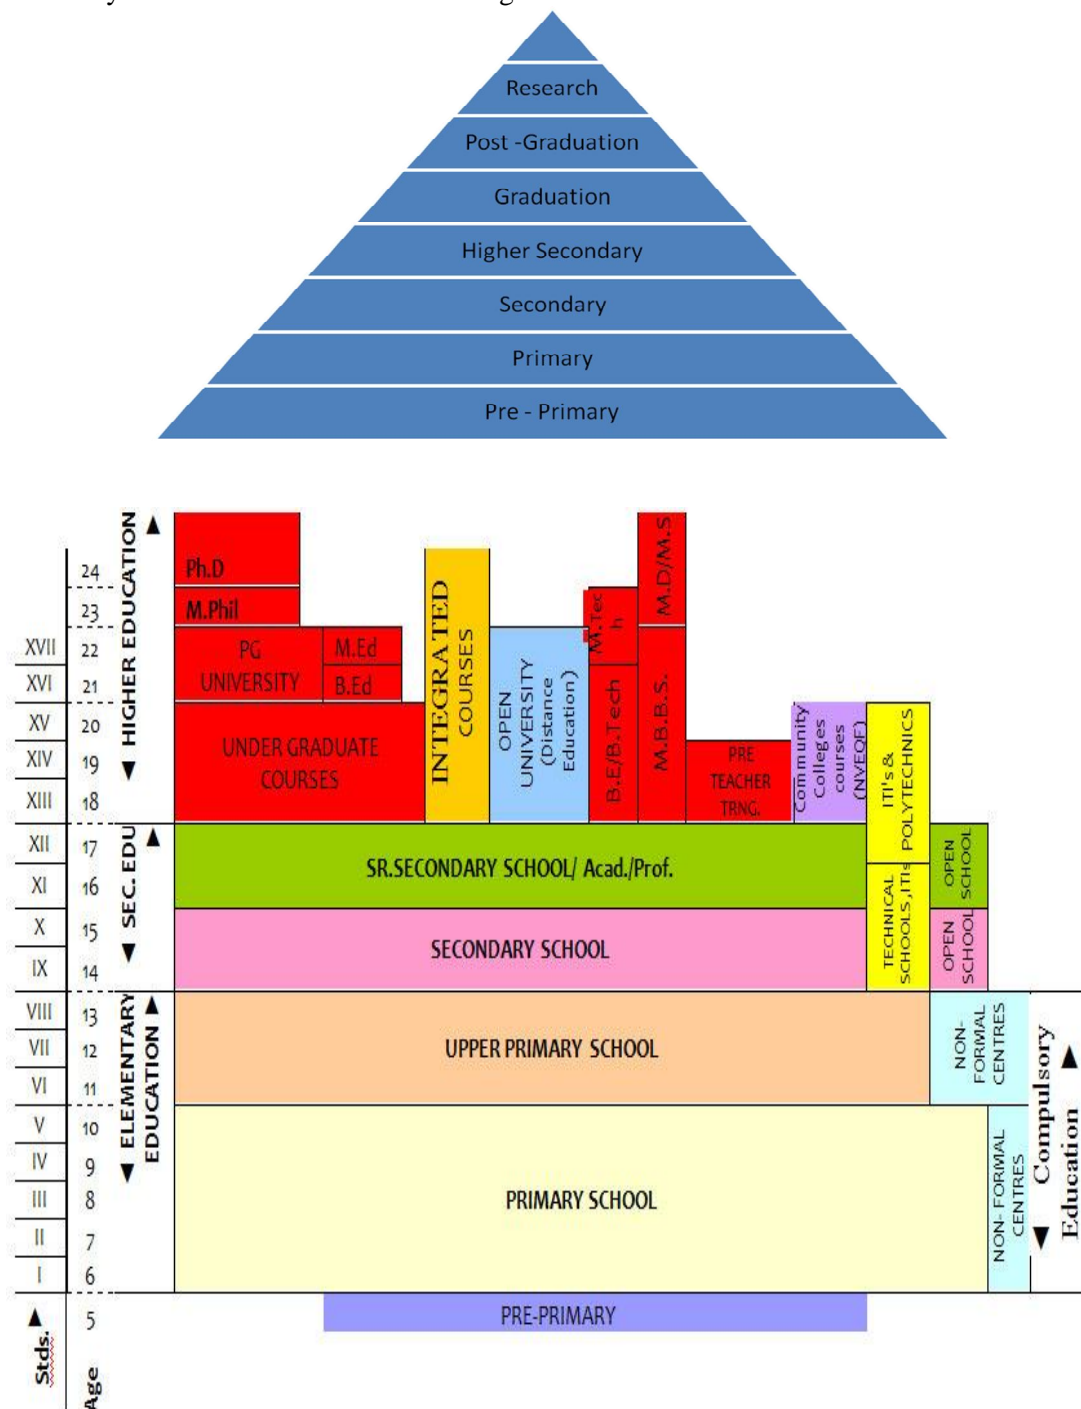 Research
Post -Graduation
Graduation
Higher Secondary
Secondary
Primary
Pre - Primary
HIGHER EDUCATION
SEC. EDU
ELEMENTARY
EDUCATION
XVII
XVI
XV
XIV
XIII
XII
XI
X
IX
VIII
VII
VI
V
IV
III
II
I
Stds.
24
23
22
21
20
19
18
17
16
15
14
13
12
11
10
9
8
7
6
5
Age
Ph.D
M.Phil
PG
UNIVERSITY
M.Ed
B.Ed
UNDER GRADUATE
COURSES
INTEGRATED
COURSES
OPEN
UNIVERSITY
(Distance
Education)
M.Tec
h
B.E/B.Tech
M.D/M.S
M.B.B.S.
PRE
TEACHER
TRNG.
Community
Colleges
courses
(NVEQF)
ITI's &
POLYTECHNICS
SR.SECONDARY SCHOOL/ Acad./Prof.
TECHNICAL
SCHOOLS,ITIs
OPEN
SCHOOL
SECONDARY SCHOOL
OPEN
SCHOOL
UPPER PRIMARY SCHOOL
NON-
FORMAL
CENTRES
PRIMARY SCHOOL
NON- FORMAL
CENTRES
Compulsory
Education
PRE-PRIMARY